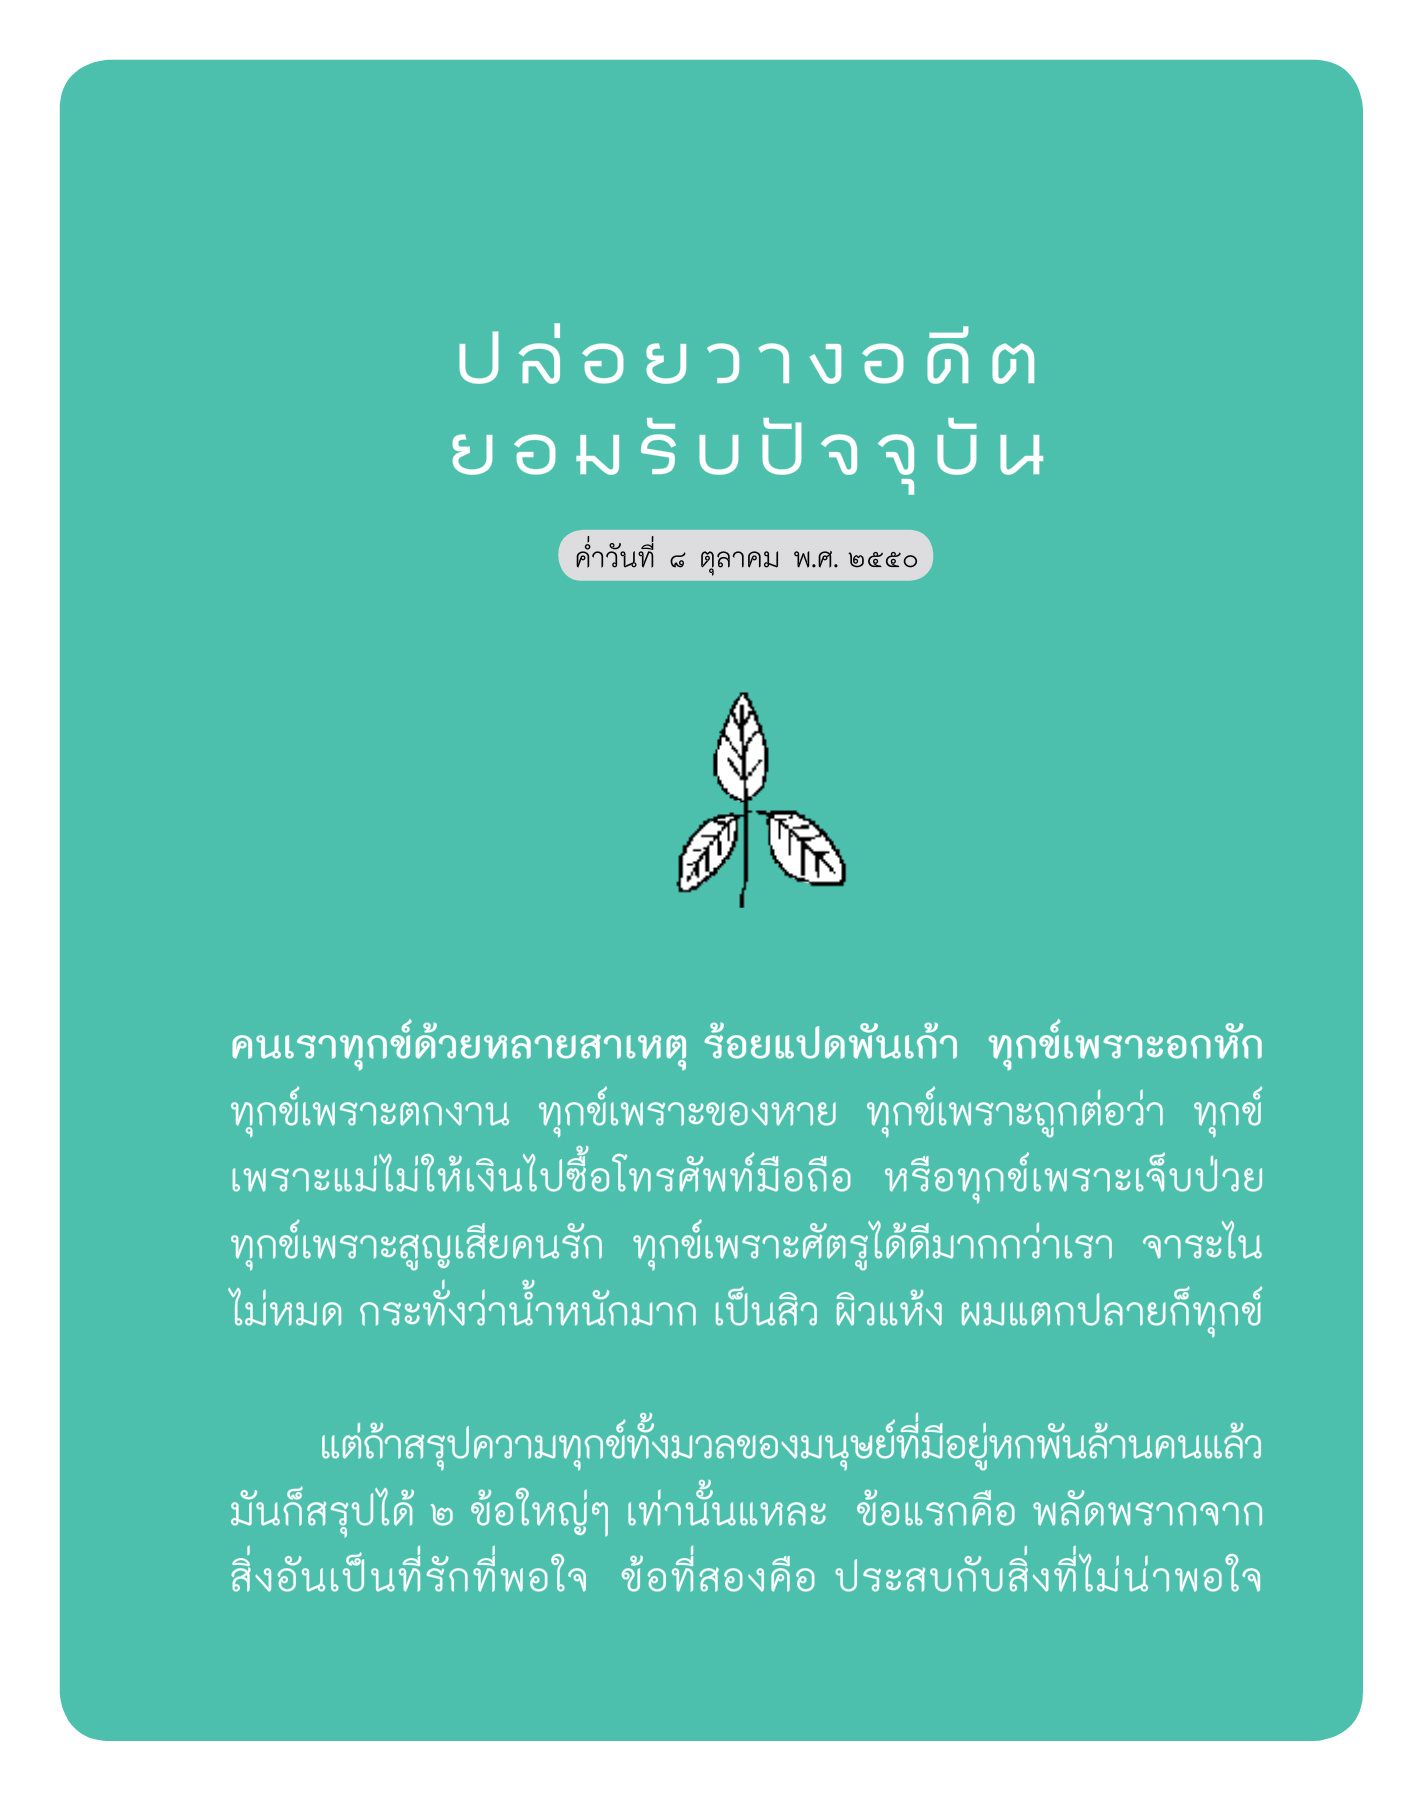 ปล่อยวางอดีต
ยอมรับปัจจุบัน
ค่ำวันที่ ๘ ตุลาคม พ.ศ. ๒๕๕๐
คนเราทุกข์ด้วยหลายสาเหตุ ร้อยแปดพันเก้า ทุกข์เพราะอกหัก
ทุกข์เพราะตกงาน ทุกข์เพราะของหาย ทุกข์เพราะถูกต่อว่า ทุกข์
เพราะแม่ไม่ให้เงินไปซื้อโทรศัพท์มือถือ หรือทุกข์เพราะเจ็บป่วย
ทุกข์เพราะสูญเสียคนรัก ทุกข์เพราะศัตรูได้ดีมากกว่าเรา จาระไน
ไม่หมด กระทั่งว่าน้ำหนักมาก เป็นสิว ผิวแห้ง ผมแตกปลายก็ทุกข์
แต่ถ้าสรุปความทุกข์ทั้งมวลของมนุษย์ที่มีอยู่หกพันล้านคนแล้ว
มันก็สรุปได้ ๒ ข้อใหญ่ๆ เท่านั้นแหละ ข้อแรกคือ พลัดพรากจาก
สิ่งอันเป็นที่รักที่พอใจ ข้อที่สองคือ ประสบกับสิ่งที่ไม่น่าพอใจ